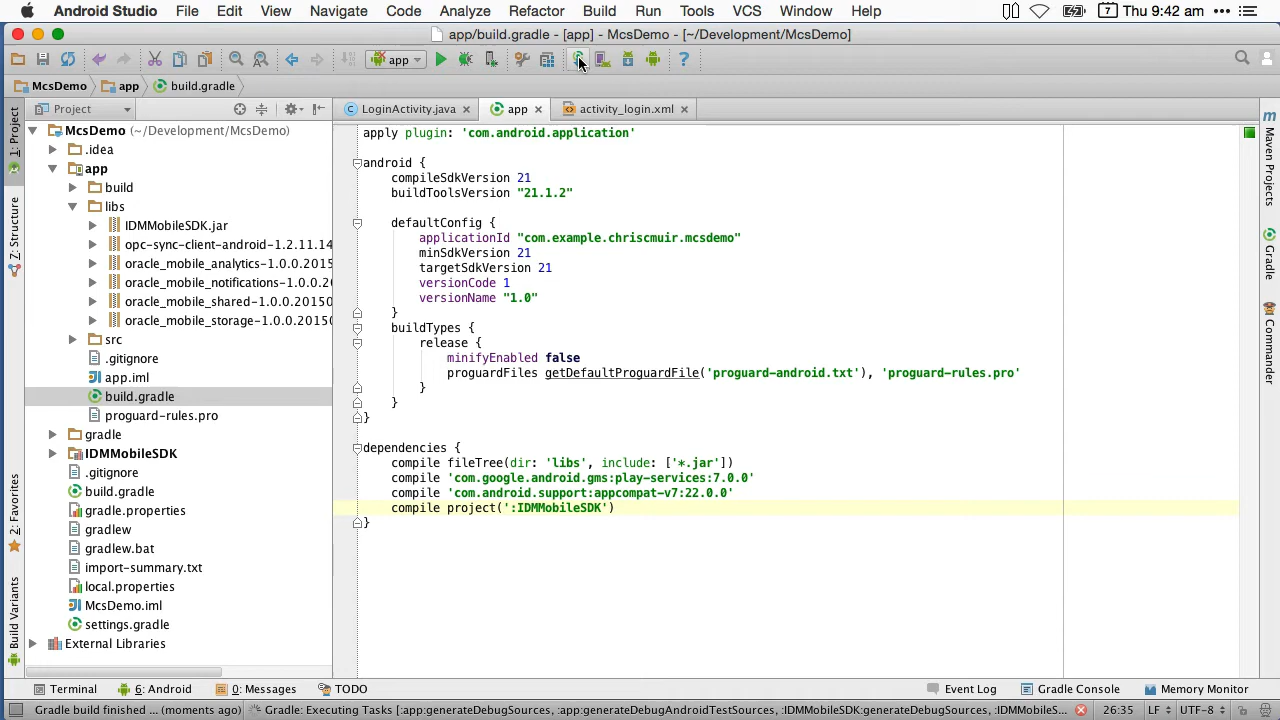 Android Studio File Edit View Navigate Code Analyze Refactor Build Run Tools VCS Window Help 7 Thu 9:42 am
app/build.gradle - [app] - McsDemo - [~/Development/McsDemo]
app ?
McsDemo app build.gradle
Project LoginActivity.java app activity_login.xml
McsDemo (~/Development/McsDemo)
.idea
app
build
libs
IDMMobileSDK.jar
opc-sync-client-android-1.2.11.14
oracle_mobile_analytics-1.0.0.2015
oracle_mobile_notifications-1.0.0.2
oracle_mobile_shared-1.0.0.20150
oracle_mobile_storage-1.0.0.20150
src
.gitignore
app.iml
build.gradle
proguard-rules.pro
gradle
IDMMobileSDK
.gitignore
build.gradle
gradle.properties
gradlew
gradlew.bat
import-summary.txt
local.properties
McsDemo.iml
settings.gradle
External Libraries
1: Project
7: Structure
2: Favorites
Build Variants
apply plugin: 'com.android.application'
android {
compileSdkVersion 21
buildToolsVersion "21.1.2"
defaultConfig {
applicationId "com.example.chriscmuir.mcsdemo"
minSdkVersion 21
targetSdkVersion 21
versionCode 1
versionName "1.0"
}
buildTypes {
release {
minifyEnabled false
proguardFiles getDefaultProguardFile('proguard-android.txt'), 'proguard-rules.pro'
}
}
}
dependencies {
compile fileTree(dir: 'libs', include: ['*.jar'])
compile 'com.google.android.gms:play-services:7.0.0'
compile 'com.android.support:appcompat-v7:22.0.0'
compile project(':IDMMobileSDK')
}
m
Maven Projects
Gradle
Commander
Terminal 6: Android 0: Messages TODO Event Log Gradle Console Memory Monitor
Gradle build finished ... (moments ago) Gradle: Executing Tasks [:app:generateDebugSources, :app:generateDebugAndroidTestSources, :IDMMobileSDK:generateDebugSources, :IDMMobileS... 26:35 LF UTF-8